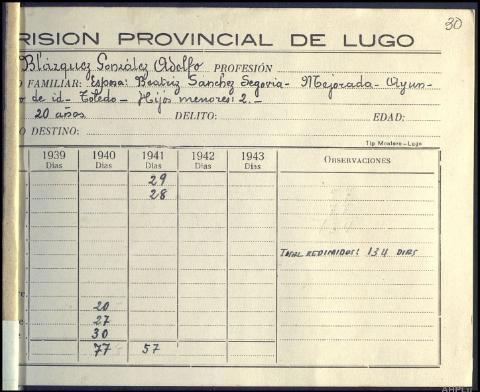 30
RISION PROVINCIAL DE LUGO
Blázquez González Adolfo PROFESIÓN
O FAMILIAR: Esposa: Beatriz Sanchez Segovia- Mejorada- Ayun-
o de id- Toledo- Hijos menores: 2.-
20 años DELITO: EDAD:
O DESTINO:
Tip Montero-Lugo
1939 1940 1941 1942 1943 OBSERVACIONES
Días Días Días Días Días
29
28
TOTAL REDIMIDOS: 134 DIAS
re 20
27
e 30
77 57
AHPLU